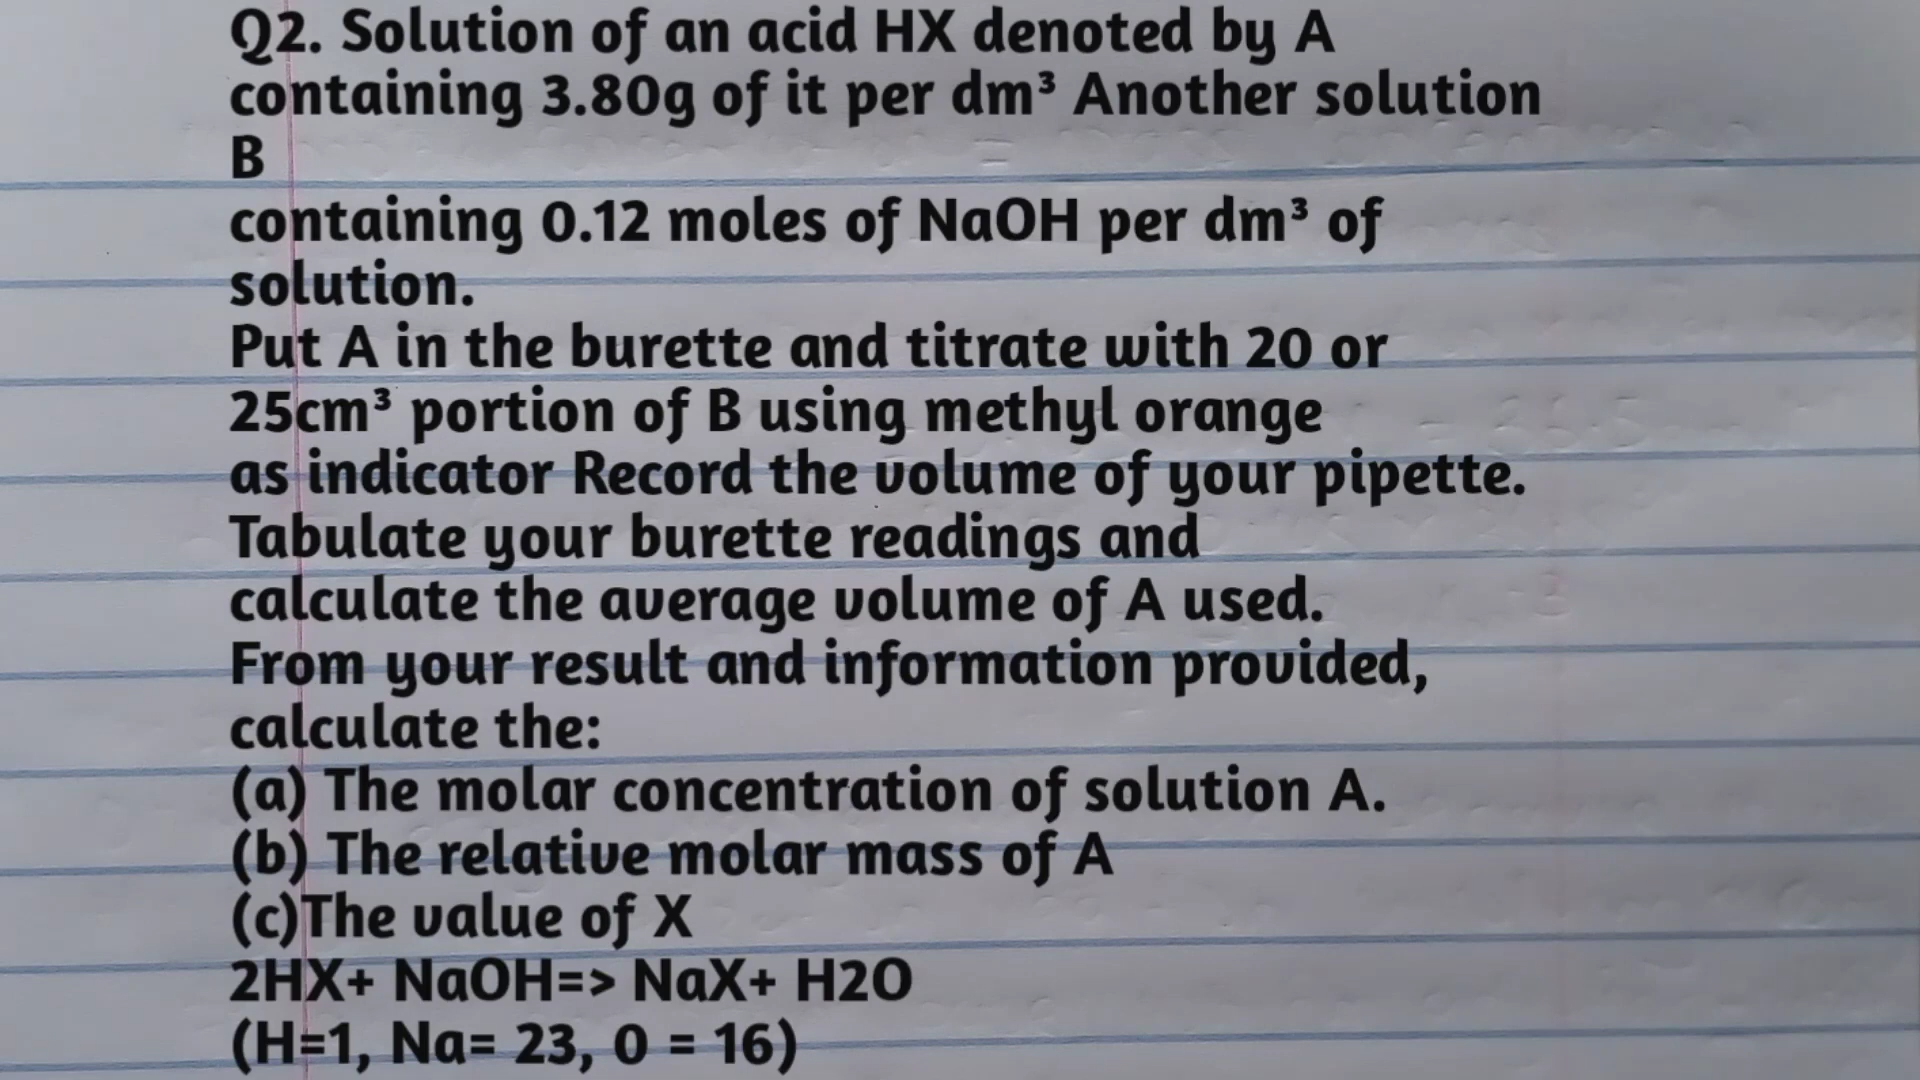 Q2. Solution of an acid HX denoted by A
containing 3.80g of it per dm³ Another solution
B
containing 0.12 moles of NaOH per dm³ of
solution.
Put A in the burette and titrate with 20 or
25cm³ portion of B using methyl orange
as indicator Record the volume of your pipette.
Tabulate your burette readings and
calculate the average volume of A used.
From your result and information provided,
calculate the:
(a) The molar concentration of solution A.
(b) The relative molar mass of A
(c)The value of X
2HX+ NaOH=> NaX+ H2O
(H=1, Na= 23, 0 = 16)